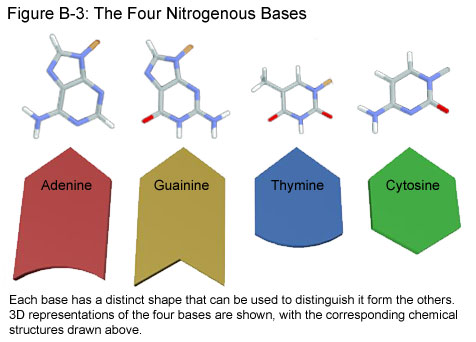 Figure B-3: The Four Nitrogenous Bases
Adenine
Guainine
Thymine
Cytosine
Each base has a distinct shape that can be used to distinguish it form the others.
3D representations of the four bases are shown, with the corresponding chemical
structures drawn above.